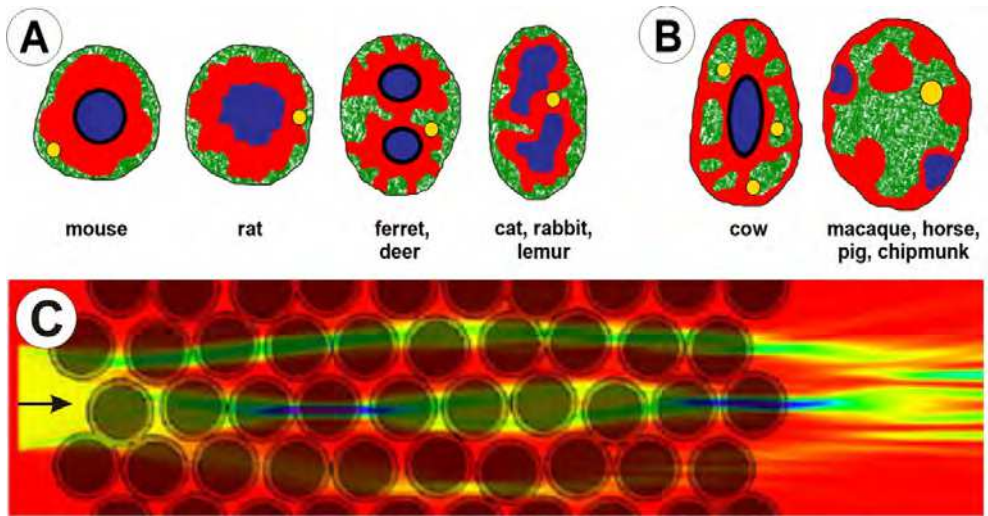 A
B
mouse
rat
ferret,
deer
cat, rabbit,
lemur
cow
macaque, horse,
pig, chipmunk
C